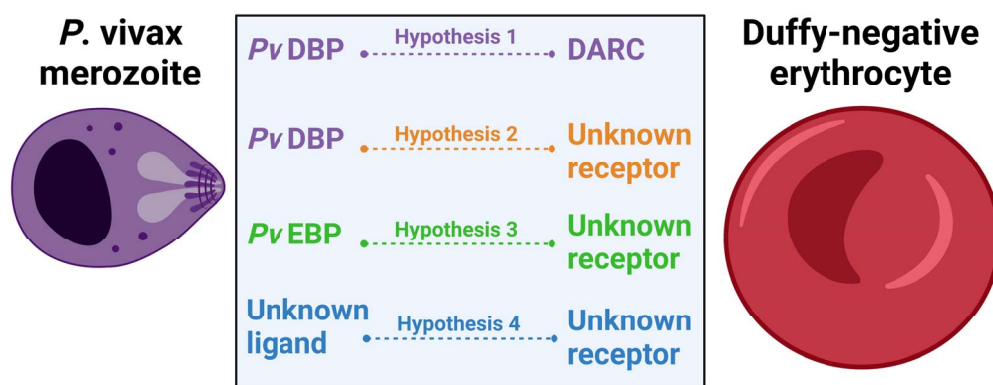 P. vivax
merozoite
Pv DBP Hypothesis 1 DARC
Pv DBP Hypothesis 2 Unknown
receptor
Pv EBP Hypothesis 3 Unknown
receptor
Unknown
ligand Hypothesis 4 Unknown
receptor
Duffy-negative
erythrocyte